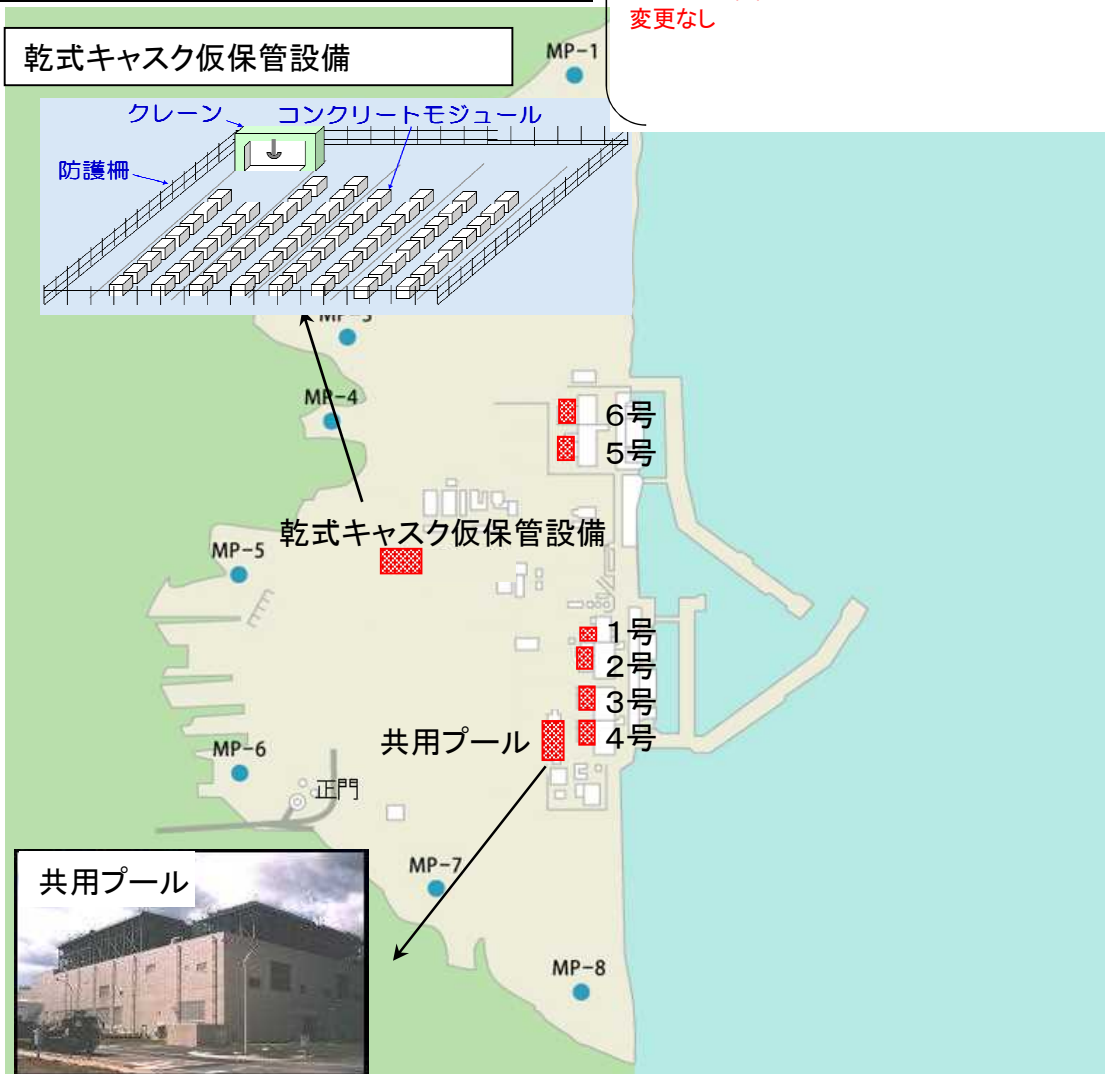 変更なし
乾式キャスク仮保管設備
MP-1
クレーン
コンクリートモジュール
防護柵
MP-3
MP-4
6号
5号
乾式キャスク仮保管設備
MP-5
1号
2号
3号
共用プール
4号
MP-6
正門
MP-7
共用プール
MP-8